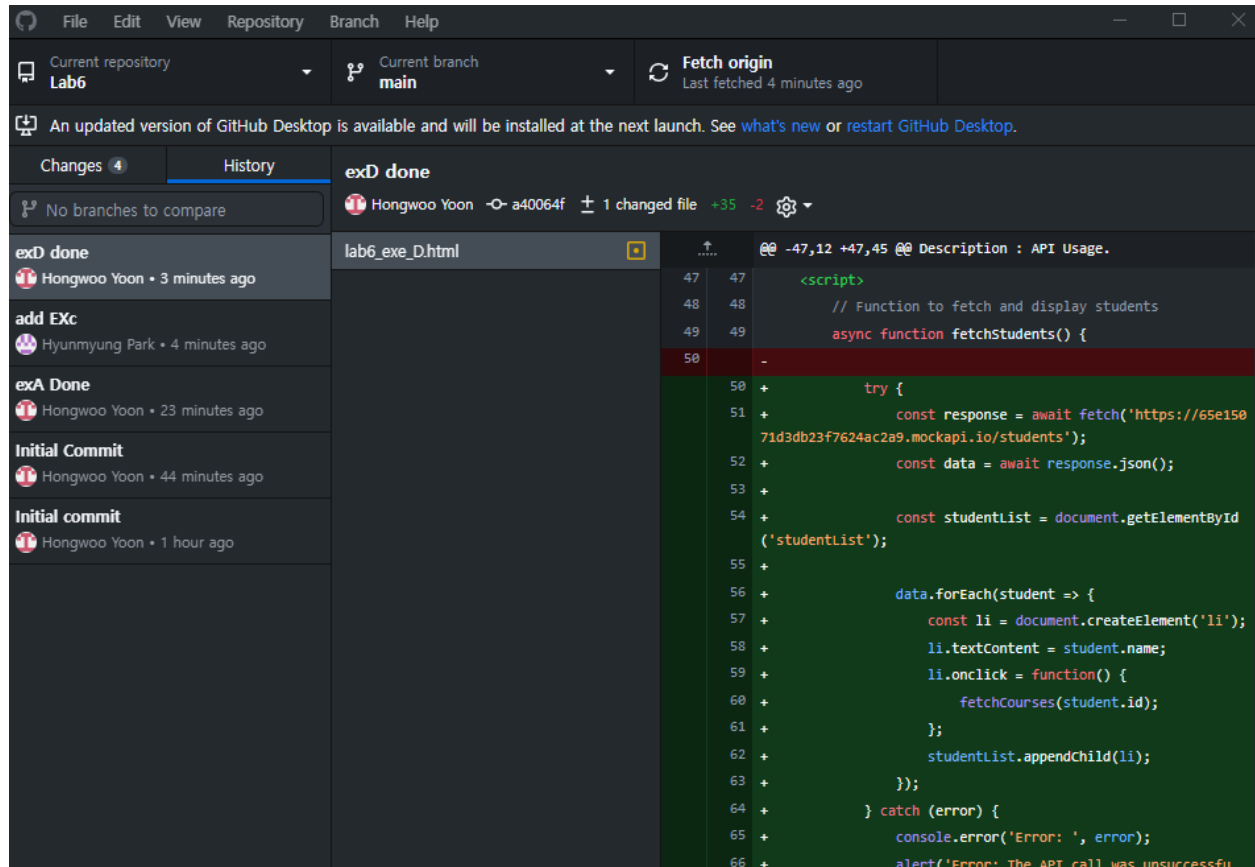 File Edit View Repository Branch Help
Current repository
Lab6
Current branch
main
Fetch origin
Last fetched 4 minutes ago
An updated version of GitHub Desktop is available and will be installed at the next launch. See what's new or restart GitHub Desktop.
Changes 4 History
No branches to compare
exD done
Hongwoo Yoon • 3 minutes ago
add EXc
Hyunmyung Park • 4 minutes ago
exA Done
Hongwoo Yoon • 23 minutes ago
Initial Commit
Hongwoo Yoon • 44 minutes ago
Initial commit
Hongwoo Yoon • 1 hour ago
exD done
Hongwoo Yoon a40064f 1 changed file +35 -2
lab6_exe_D.html
@@ -47,12 +47,45 @@ Description : API Usage.
47 47 <script>
48 48 // Function to fetch and display students
49 49 async function fetchStudents() {
50 -
50 + try {
51 + const response = await fetch('https://65e150
71d3db23f7624ac2a9.mockapi.io/students');
52 + const data = await response.json();
53 +
54 + const studentList = document.getElementById
('studentList');
55 +
56 + data.forEach(student => {
57 + const li = document.createElement('li');
58 + li.textContent = student.name;
59 + li.onclick = function() {
60 + fetchCourses(student.id);
61 + };
62 + studentList.appendChild(li);
63 + });
64 + } catch (error) {
65 + console.error('Error: ', error);
66 + alert('Error: The API call was unsuccessfu